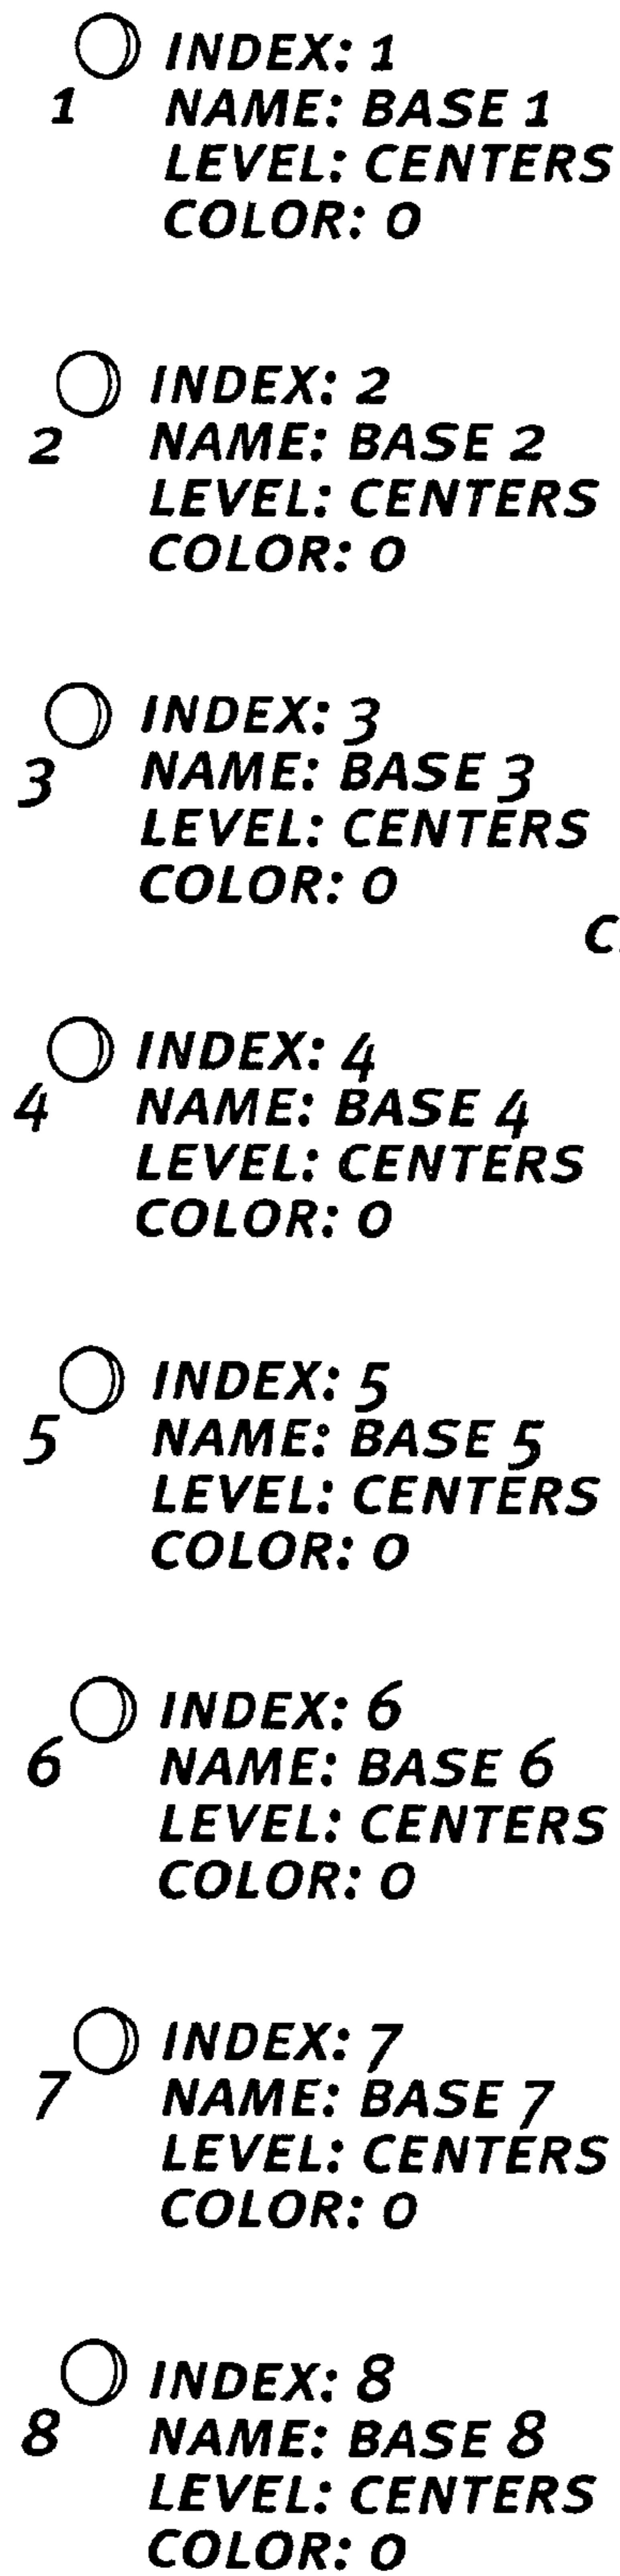 INDEX: 1
1 NAME: BASE 1
LEVEL: CENTERS
COLOR: 0
INDEX: 2
2 NAME: BASE 2
LEVEL: CENTERS
COLOR: 0
INDEX: 3
3 NAME: BASE 3
LEVEL: CENTERS
COLOR: 0
INDEX: 4
4 NAME: BASE 4
LEVEL: CENTERS
COLOR: 0
INDEX: 5
5 NAME: BASE 5
LEVEL: CENTERS
COLOR: 0
INDEX: 6
6 NAME: BASE 6
LEVEL: CENTERS
COLOR: 0
INDEX: 7
7 NAME: BASE 7
LEVEL: CENTERS
COLOR: 0
INDEX: 8
8 NAME: BASE 8
LEVEL: CENTERS
COLOR: 0